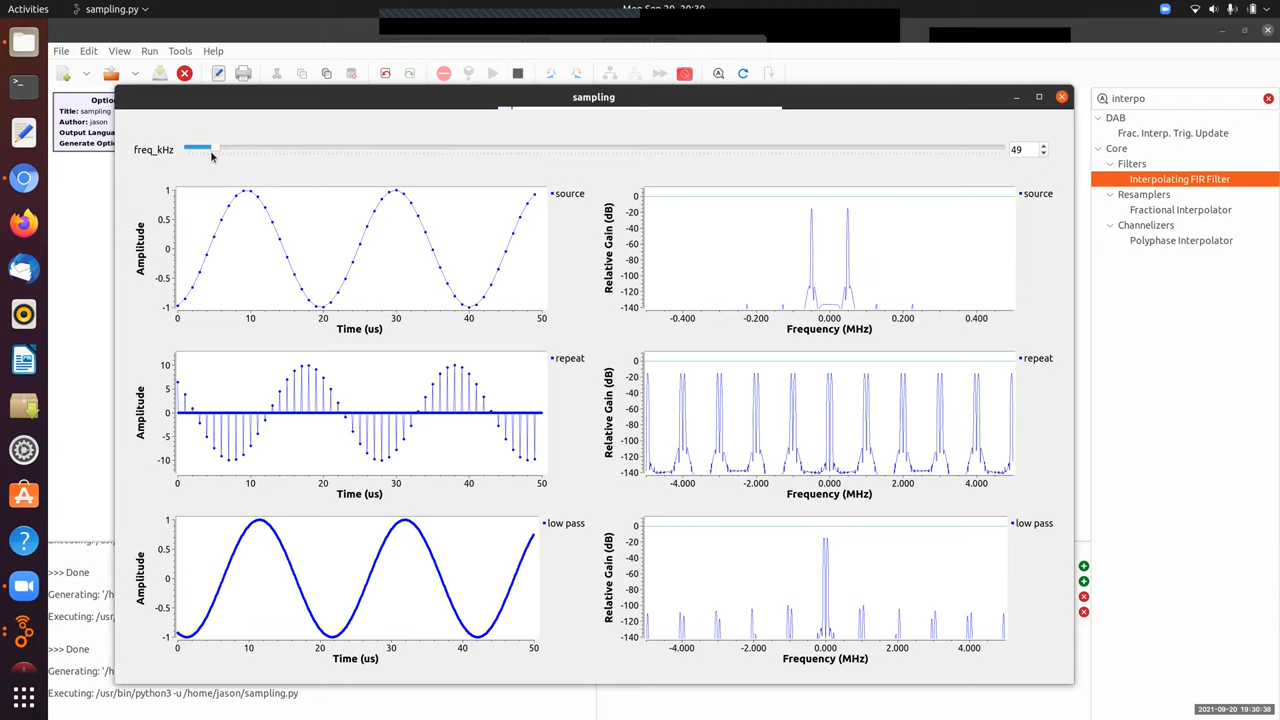 Activities
sampling.py
File Edit View Run Tools Help
Title: sampling
Author: jason
sampling
freq_kHz
49
source
Amplitude
1
0.5
0
-0.5
-1
0 10 20 30 40 50
Time (us)
source
Relative Gain (dB)
0
-20
-40
-60
-80
-100
-120
-140
-0.400 -0.200 0.000 0.200 0.400
Frequency (MHz)
repeat
Amplitude
10
5
0
-5
-10
0 10 20 30 40 50
Time (us)
repeat
Relative Gain (dB)
0
-20
-40
-60
-80
-100
-120
-140
-4.000 -2.000 0.000 2.000 4.000
Frequency (MHz)
low pass
Amplitude
1
0.5
0
-0.5
-1
0 10 20 30 40 50
Time (us)
low pass
Relative Gain (dB)
0
-20
-40
-60
-80
-100
-120
-140
-4.000 -2.000 0.000 2.000 4.000
Frequency (MHz)
interpo
DAB
Frac. Interp. Trig. Update
Core
Filters
Interpolating FIR Filter
Resamplers
Fractional Interpolator
Channelizers
Polyphase Interpolator
>>> Done
Generating: '/h
Executing: /usr
>>> Done
Generating: '/h
Executing: /usr/bin/python3 -u /home/jason/sampling.py
2021-09-20 19:30:38